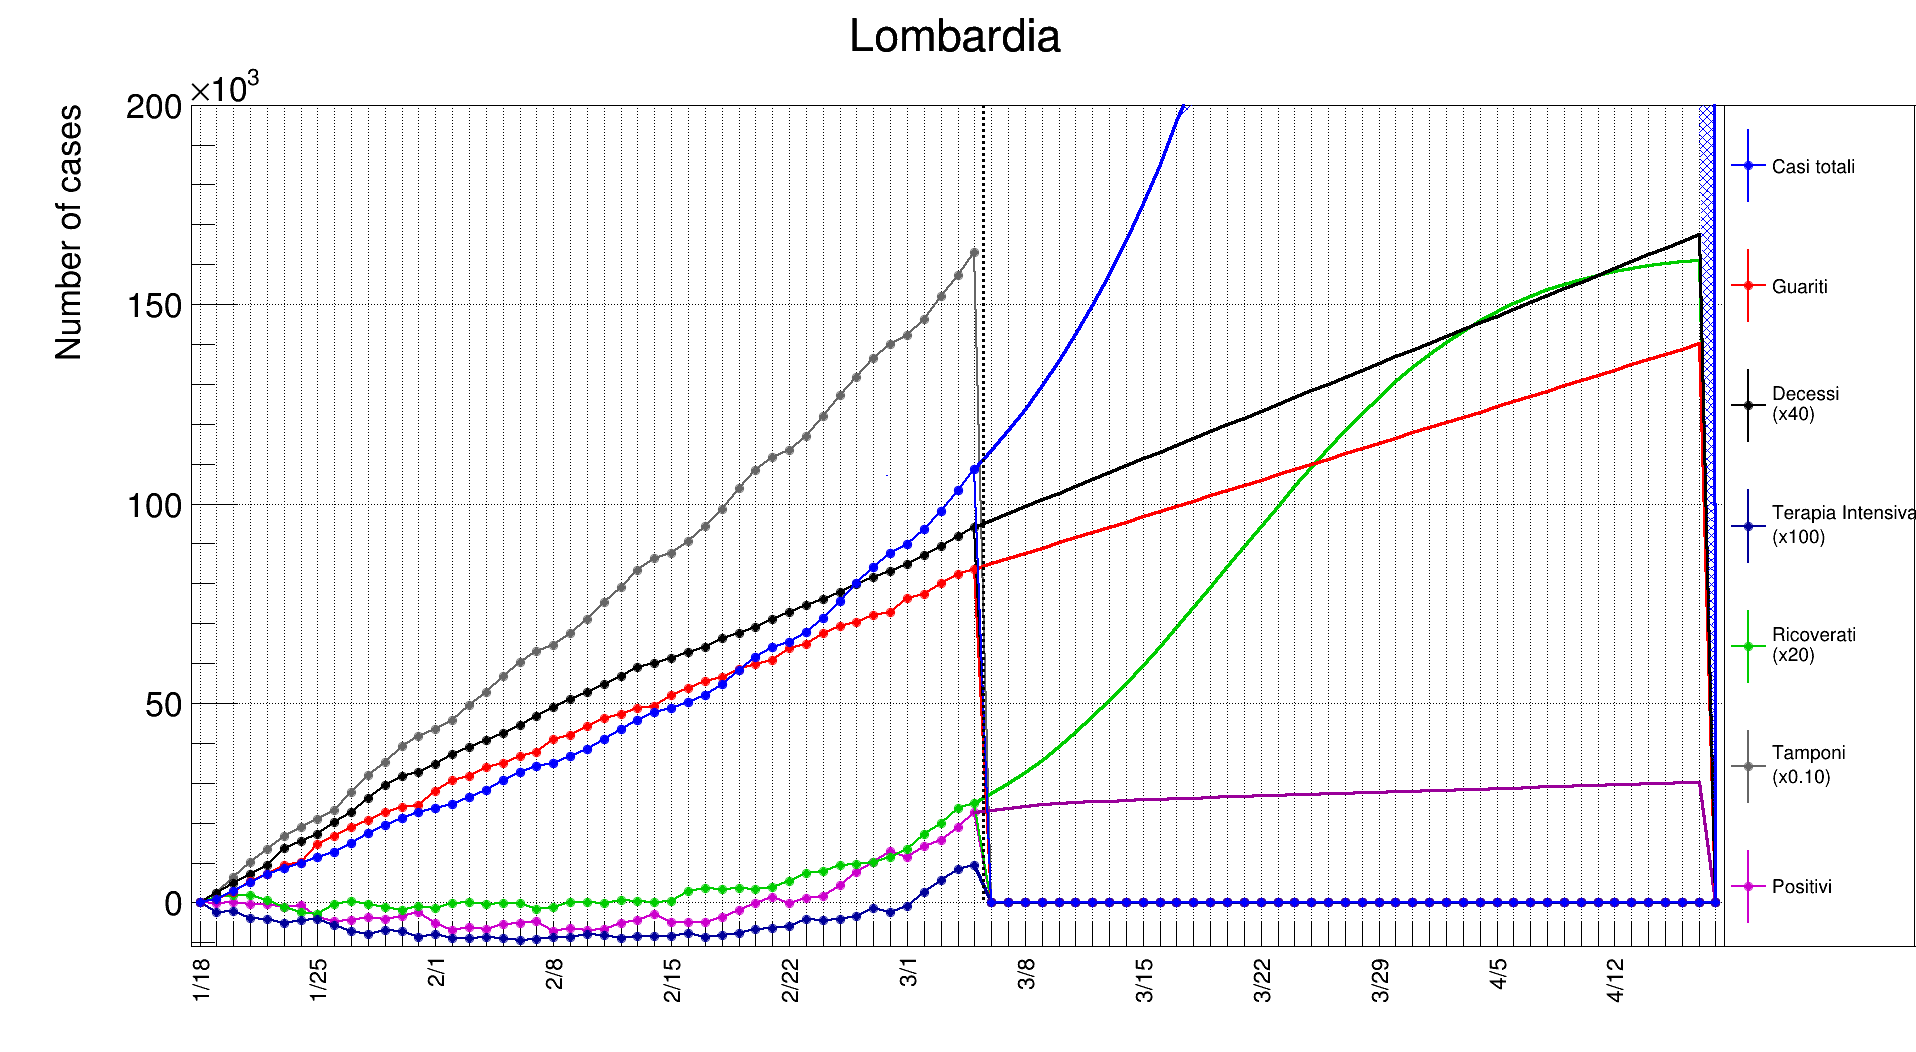 Lombardia
×10³
Number of cases
200
150
100
50
0
1/18
1/25
2/1
2/8
2/15
2/22
3/1
3/8
3/15
3/22
3/29
4/5
4/12
Casi totali
Guariti
Decessi
(x40)
Terapia Intensiva
(x100)
Ricoverati
(x20)
Tamponi
(x0.10)
Positivi